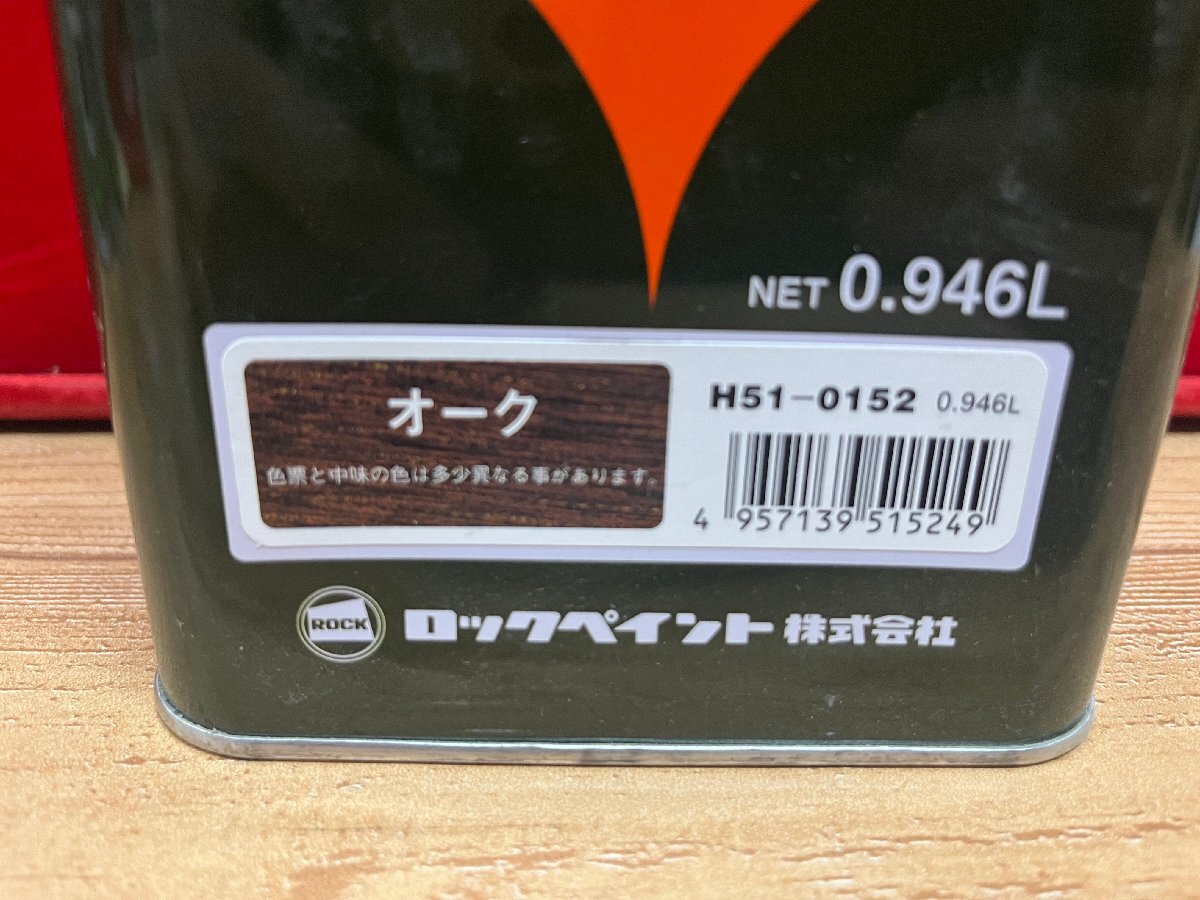 NET 0.946L
オーク
色票と中味の色は多少異なる事があります。
H51-0152 0.946L
4 957139 515249
ROCK ロックペイント株式会社